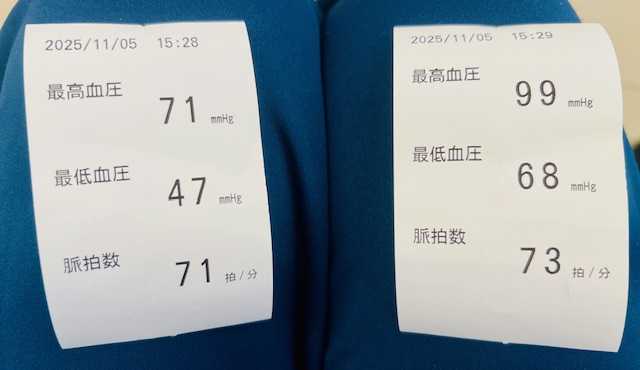 2025/11/05 15:28
最高血圧
71 mmHg
最低血圧
47 mmHg
脈拍数
71 拍/分
2025/11/05 15:29
最高血圧
99 mmHg
最低血圧
68 mmHg
脈拍数
73 拍/分